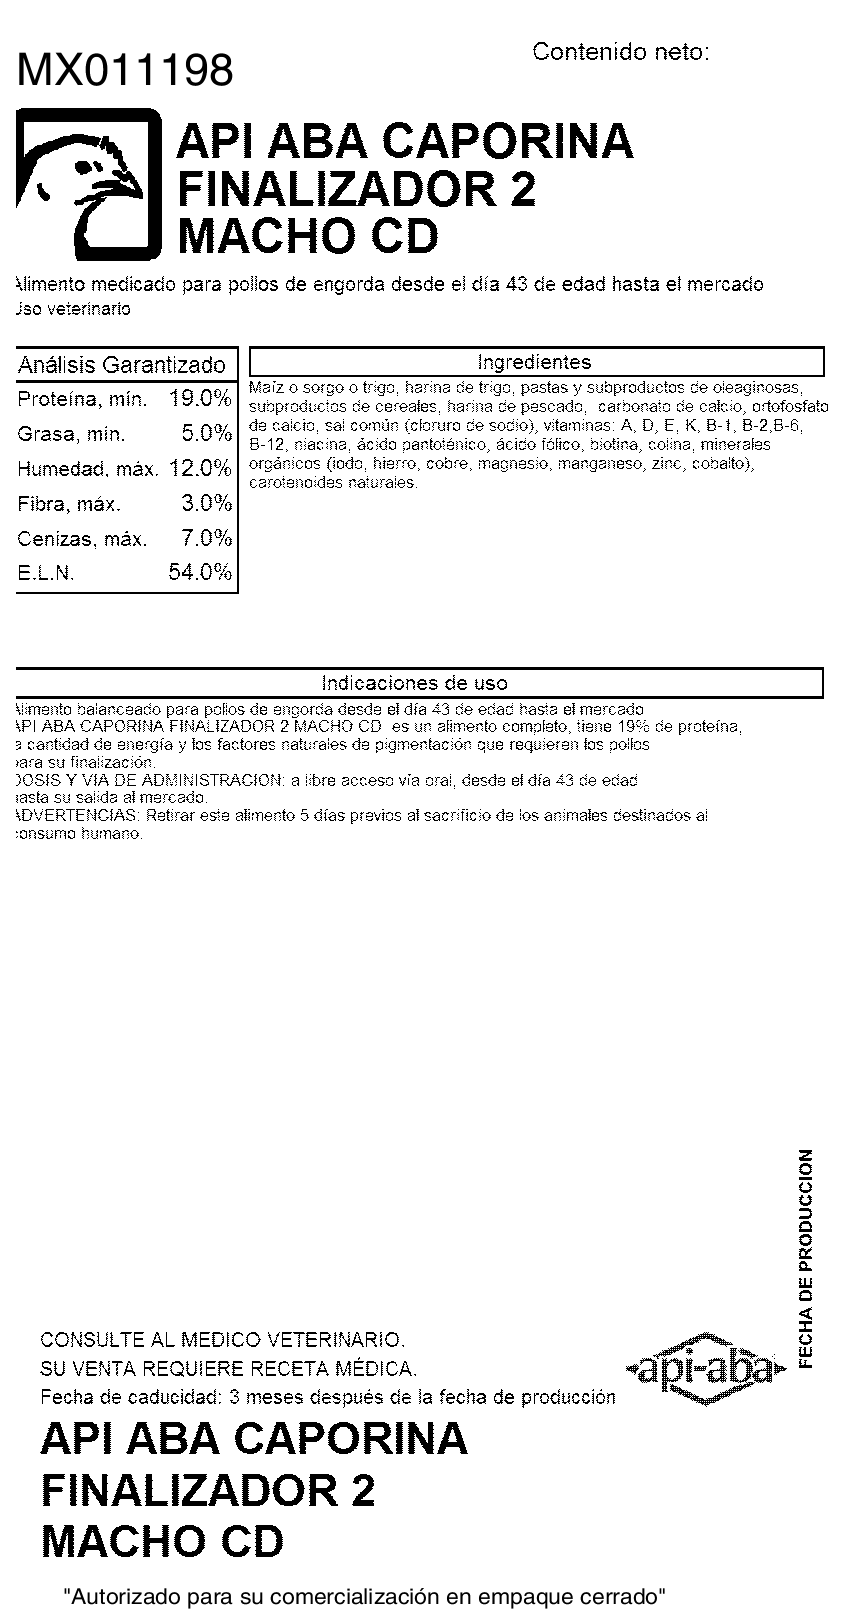 MX011198
Contenido neto:
API ABA CAPORINA
FINALIZADOR 2
MACHO CD
Alimento medicado para pollos de engorda desde el día 43 de edad hasta el mercado
Uso veterinario
Análisis Garantizado
Proteína, mín. 19.0%
Grasa, mín. 5.0%
Humedad, máx. 12.0%
Fibra, máx. 3.0%
Cenizas, máx. 7.0%
E.L.N. 54.0%
Ingredientes
Maíz o sorgo o trigo, harina de trigo, pastas y subproductos de oleaginosas,
subproductos de cereales, harina de pescado, carbonato de calcio, ortofosfato
de calcio, sal común (cloruro de sodio), vitaminas: A, D, E, K, B-1, B-2,B-6,
B-12, niacina, ácido pantoténico, ácido fólico, biotina, colina, minerales
orgánicos (iodo, hierro, cobre, magnesio, manganeso, zinc, cobalto),
carotenoides naturales.
Indicaciones de uso
Alimento balanceado para pollos de engorda desde el día 43 de edad hasta el mercado
API ABA CAPORINA FINALIZADOR 2 MACHO CD es un alimento completo, tiene 19% de proteína,
a cantidad de energía y los factores naturales de pigmentación que requieren los pollos
para su finalización.
DOSIS Y VIA DE ADMINISTRACION: a libre acceso vía oral, desde el día 43 de edad
hasta su salida al mercado.
ADVERTENCIAS: Retirar este alimento 5 días previos al sacrificio de los animales destinados al
consumo humano.
FECHA DE PRODUCCION
CONSULTE AL MEDICO VETERINARIO.
SU VENTA REQUIERE RECETA MÉDICA.
Fecha de caducidad: 3 meses después de la fecha de producción
api-aba
API ABA CAPORINA
FINALIZADOR 2
MACHO CD
"Autorizado para su comercialización en empaque cerrado"